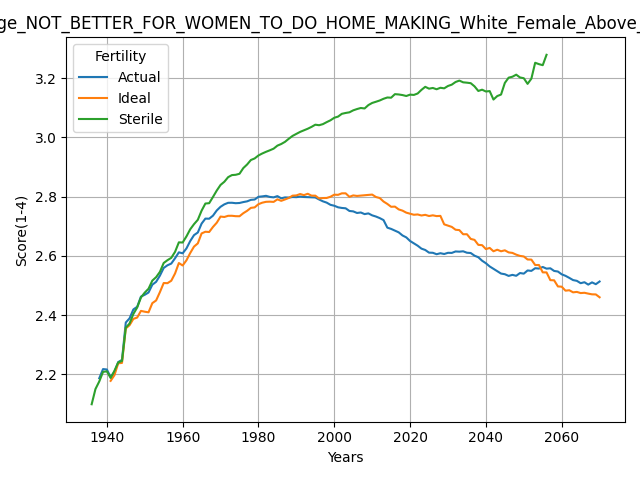 ge_NOT_BETTER_FOR_WOMEN_TO_DO_HOME_MAKING_White_Female_Above_
Fertility
Actual
Ideal
Sterile
Score(1-4)
3.2
3.0
2.8
2.6
2.4
2.2
1940 1960 1980 2000 2020 2040 2060
Years